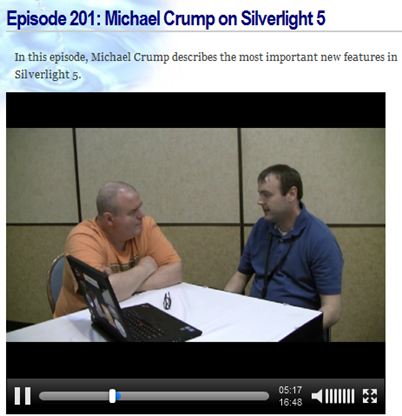 Episode 201: Michael Crump on Silverlight 5
In this episode, Michael Crump describes the most important new features in
Silverlight 5.
05:17
16:48